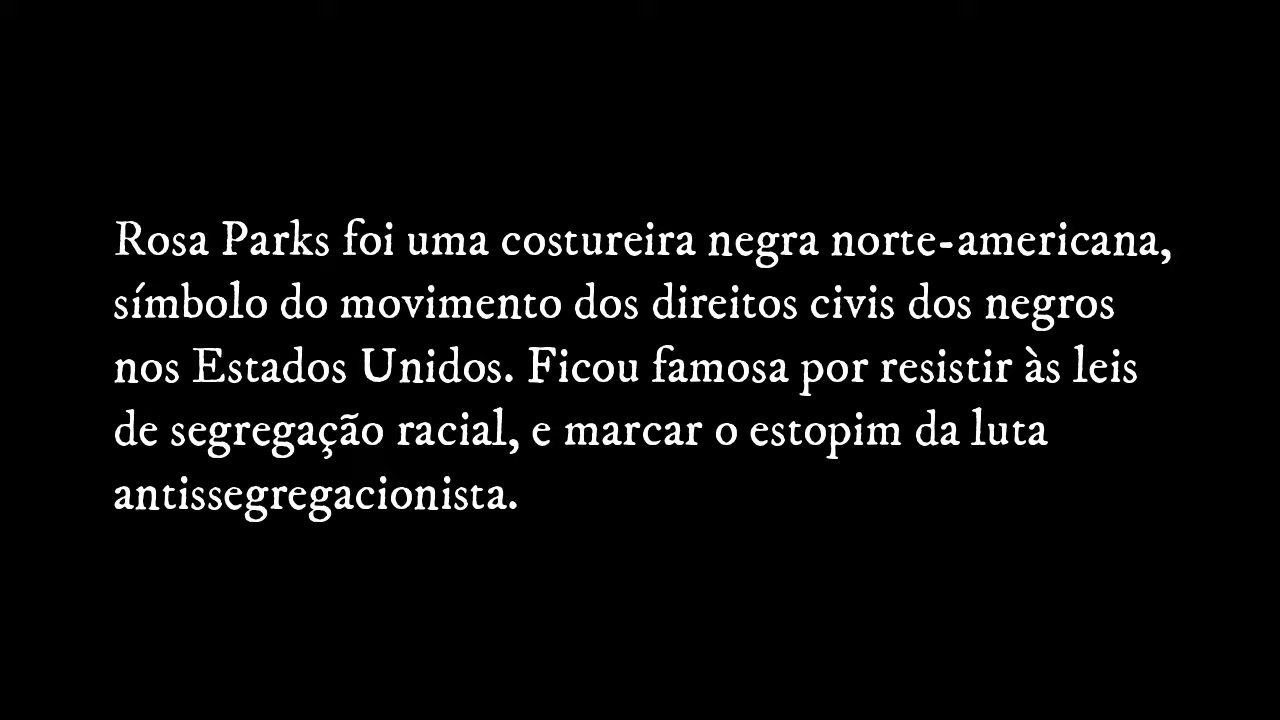 Rosa Parks foi uma costureira negra norte-americana,
símbolo do movimento dos direitos civis dos negros
nos Estados Unidos. Ficou famosa por resistir às leis
de segregação racial, e marcar o estopim da luta
antissegregacionista.